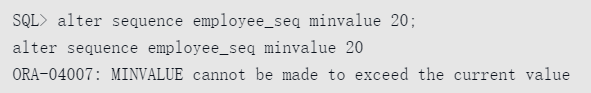 SQL> alter sequence employee_seq minvalue 20;
alter sequence employee_seq minvalue 20
ORA-04007: MINVALUE cannot be made to exceed the current value